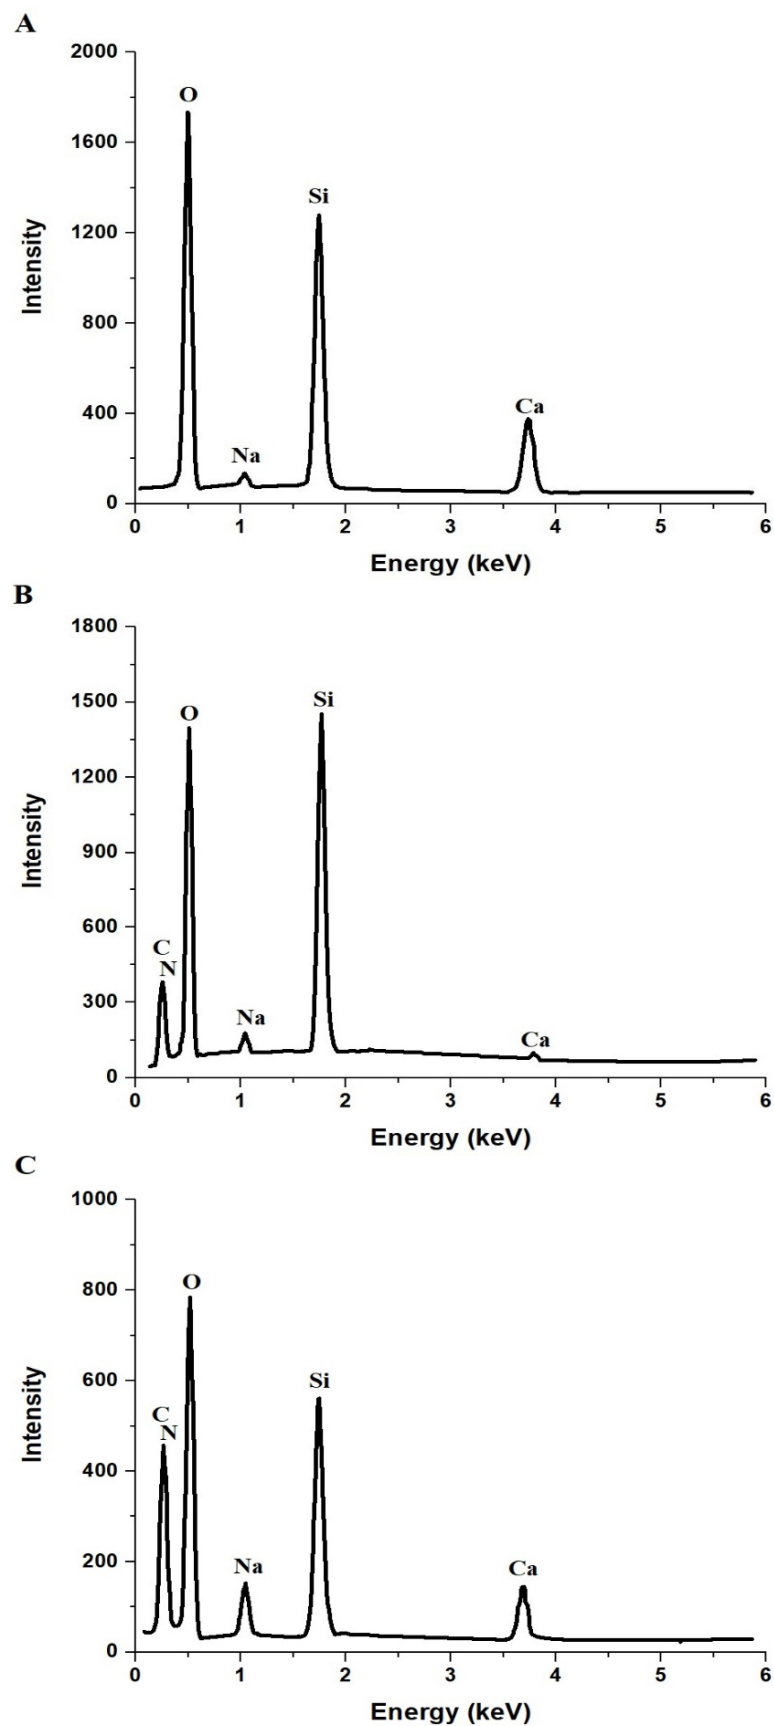 A
2000
O
1600
Si
1200
Intensity
800
Ca
400
Na
0
0 1 2 3 4 5 6
Energy (keV)
B
1800
1500
Si
O
1200
Intensity
900
600
C
N
300
Na
Ca
0
0 1 2 3 4 5 6
Energy (keV)
C
1000
O
800
Si
600
C
N
Intensity
400
Na
Ca
200
0
0 1 2 3 4 5 6
Energy (keV)